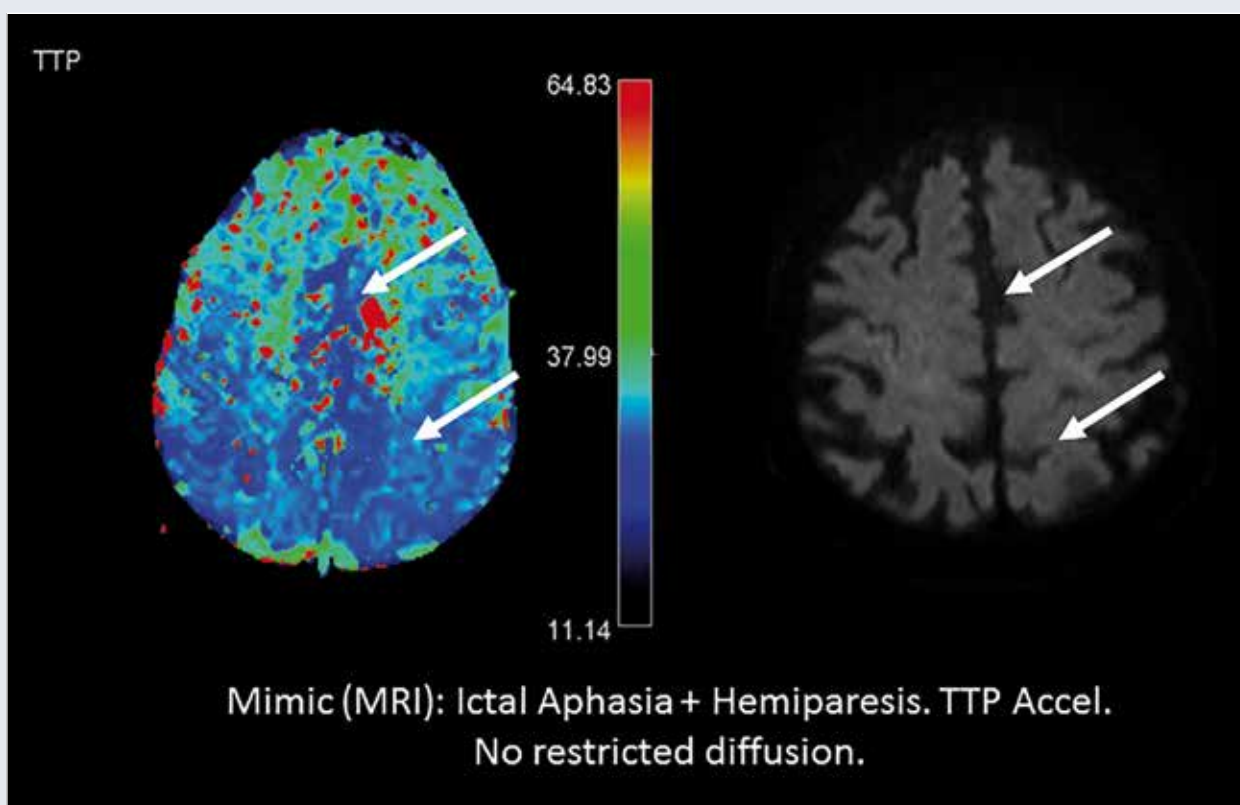 TTP
64.83
37.99
11.14
Mimic (MRI): Ictal Aphasia + Hemiparesis. TTP Accel.
No restricted diffusion.